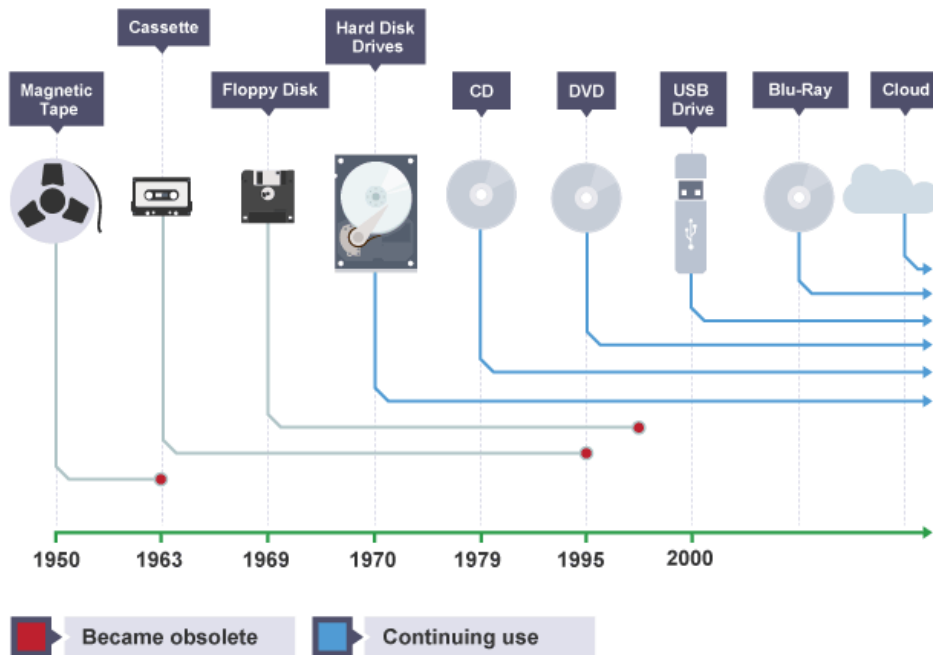 Cassette
Hard Disk
Drives
Magnetic
Tape
Floppy Disk
CD
DVD
USB
Drive
Blu-Ray
Cloud
1950
1963
1969
1970
1979
1995
2000
Became obsolete
Continuing use